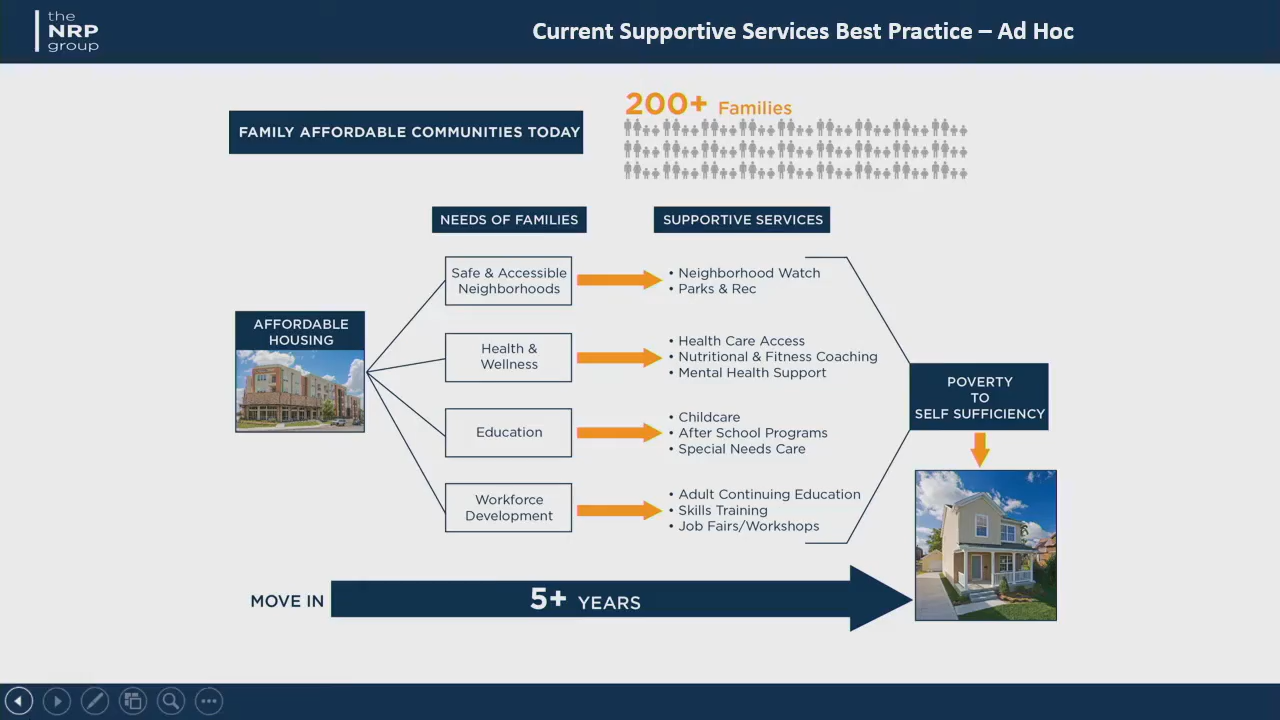 the
NRP
group
Current Supportive Services Best Practice – Ad Hoc
FAMILY AFFORDABLE COMMUNITIES TODAY
200+ Families
NEEDS OF FAMILIES
SUPPORTIVE SERVICES
AFFORDABLE
HOUSING
Safe & Accessible
Neighborhoods
• Neighborhood Watch
• Parks & Rec
Health &
Wellness
• Health Care Access
• Nutritional & Fitness Coaching
• Mental Health Support
Education
• Childcare
• After School Programs
• Special Needs Care
Workforce
Development
• Adult Continuing Education
• Skills Training
• Job Fairs/Workshops
POVERTY
TO
SELF SUFFICIENCY
MOVE IN
5+ YEARS